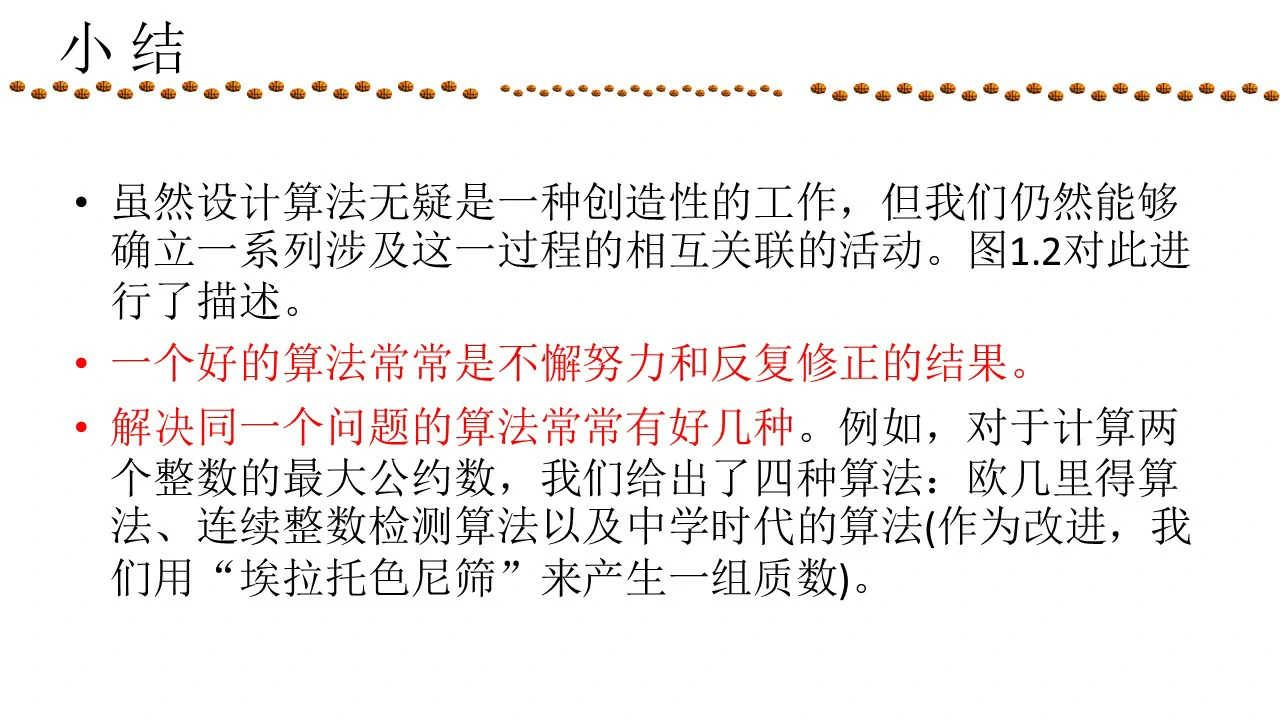 小 结
• 虽然设计算法无疑是一种创造性的工作，但我们仍然能够
确立一系列涉及这一过程的相互关联的活动。图1.2对此进
行了描述。
• 一个好的算法常常是不懈努力和反复修正的结果。
• 解决同一个问题的算法常常有好几种。例如，对于计算两
个整数的最大公约数，我们给出了四种算法：欧几里得算
法、连续整数检测算法以及中学时代的算法(作为改进，我
们用“埃拉托色尼筛”来产生一组质数)。